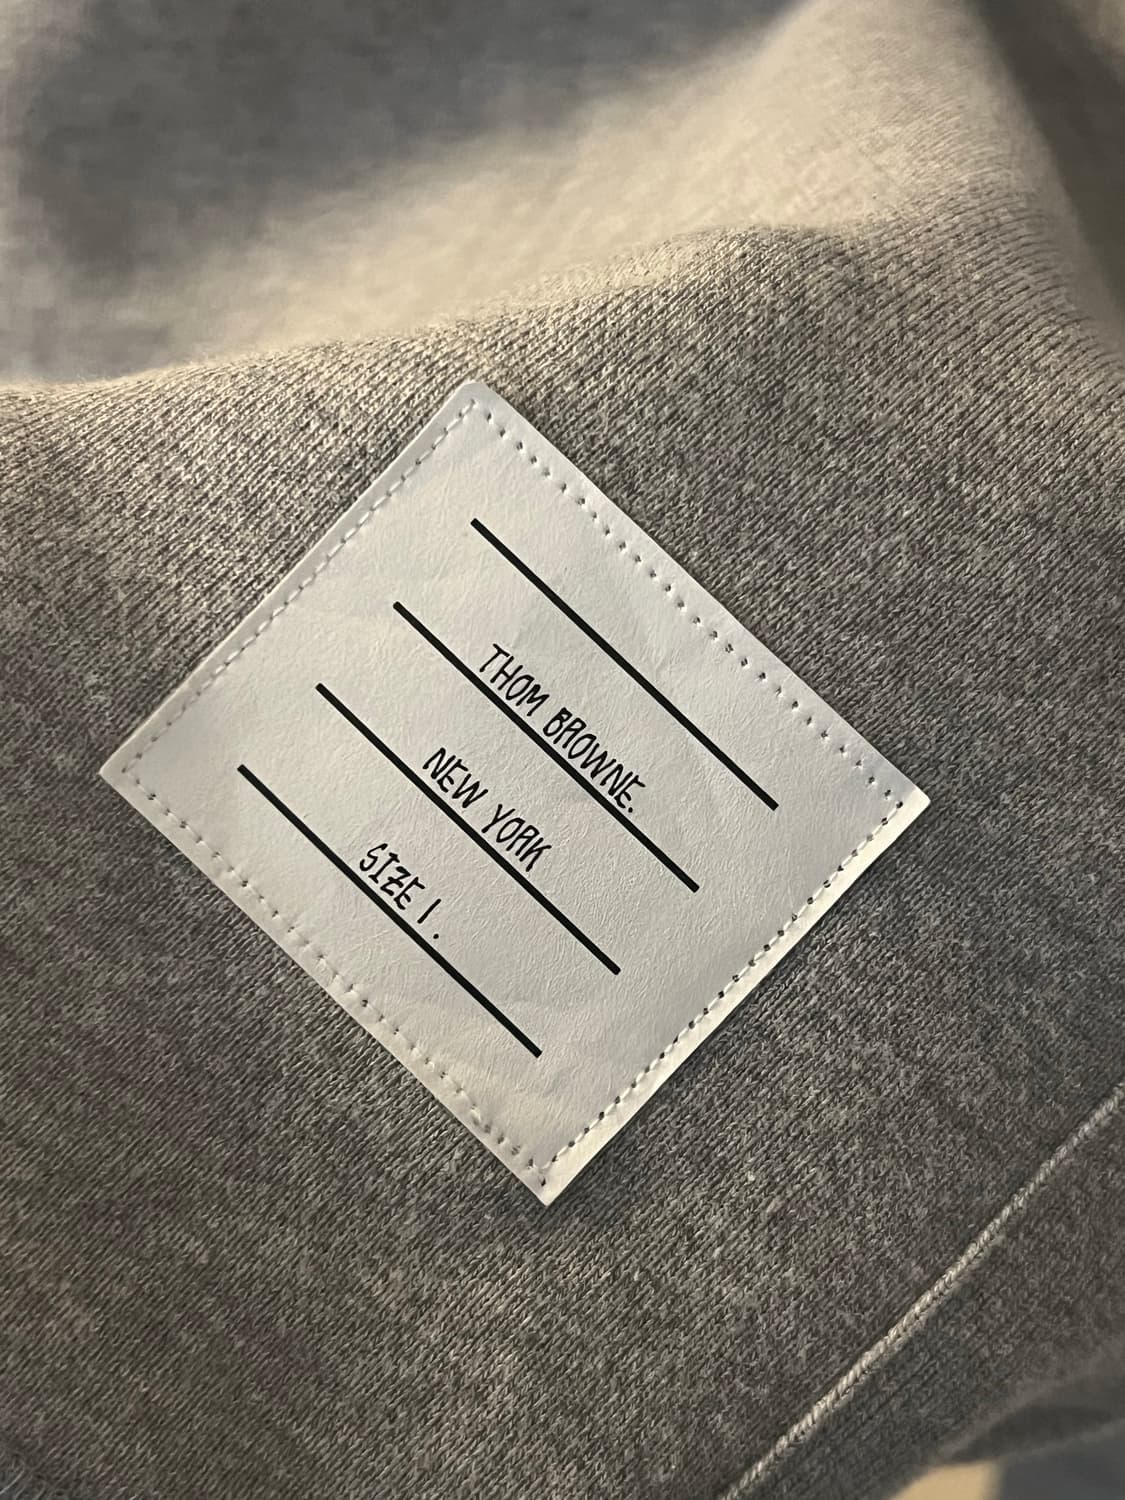 THOM BROWNE.
NEW YORK
SIZE 1.